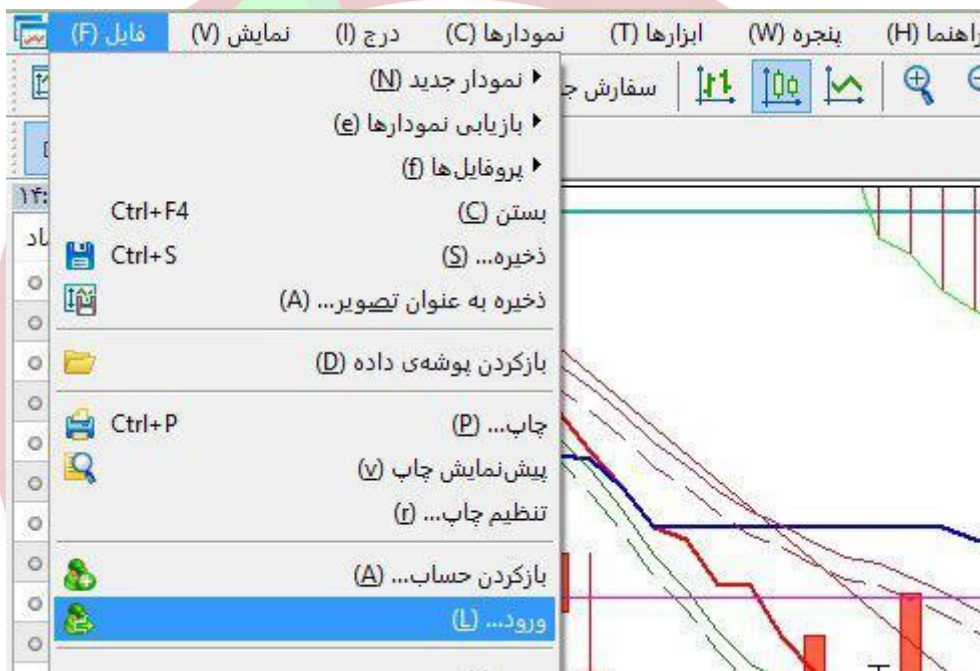 فایل (F) نمایش (V) درج (I) نمودارها (C) ابزارها (T) پنجره (W) راهنما (H)
سفارش
نمودار جدید (N)
بازیابی نمودارها (e)
پروفایل‌ها (f)
بستن (C) Ctrl+F4
ذخیره... (S) Ctrl+S
ذخیره به عنوان تصویر... (A)
بازکردن پوشه‌ی داده (D)
چاپ... (P) Ctrl+P
پیش‌نمایش چاپ (v)
تنظیم چاپ... (r)
بازکردن حساب... (A)
ورود... (L)